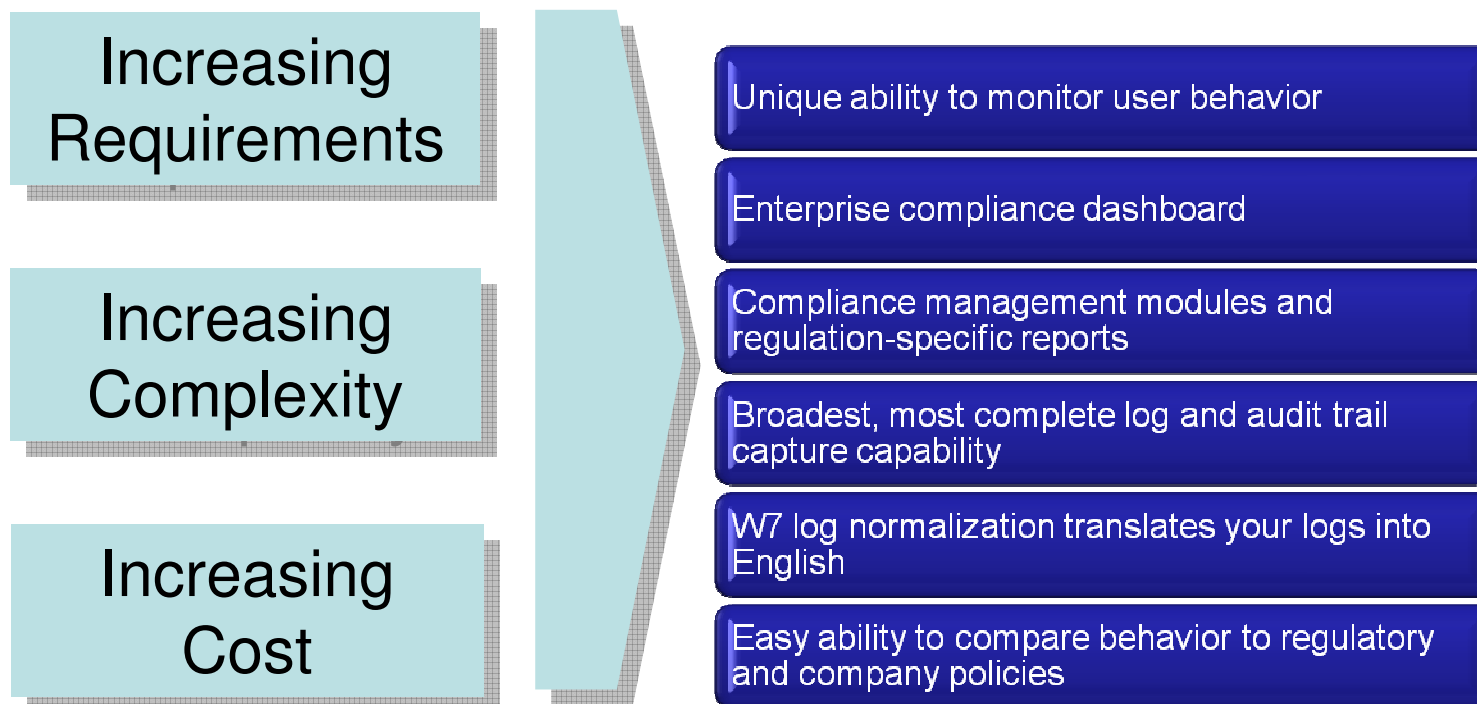 Increasing
Requirements
Increasing
Complexity
Increasing
Cost
Unique ability to monitor user behavior
Enterprise compliance dashboard
Compliance management modules and
regulation-specific reports
Broadest, most complete log and audit trail
capture capability
W7 log normalization translates your logs into
English
Easy ability to compare behavior to regulatory
and company policies